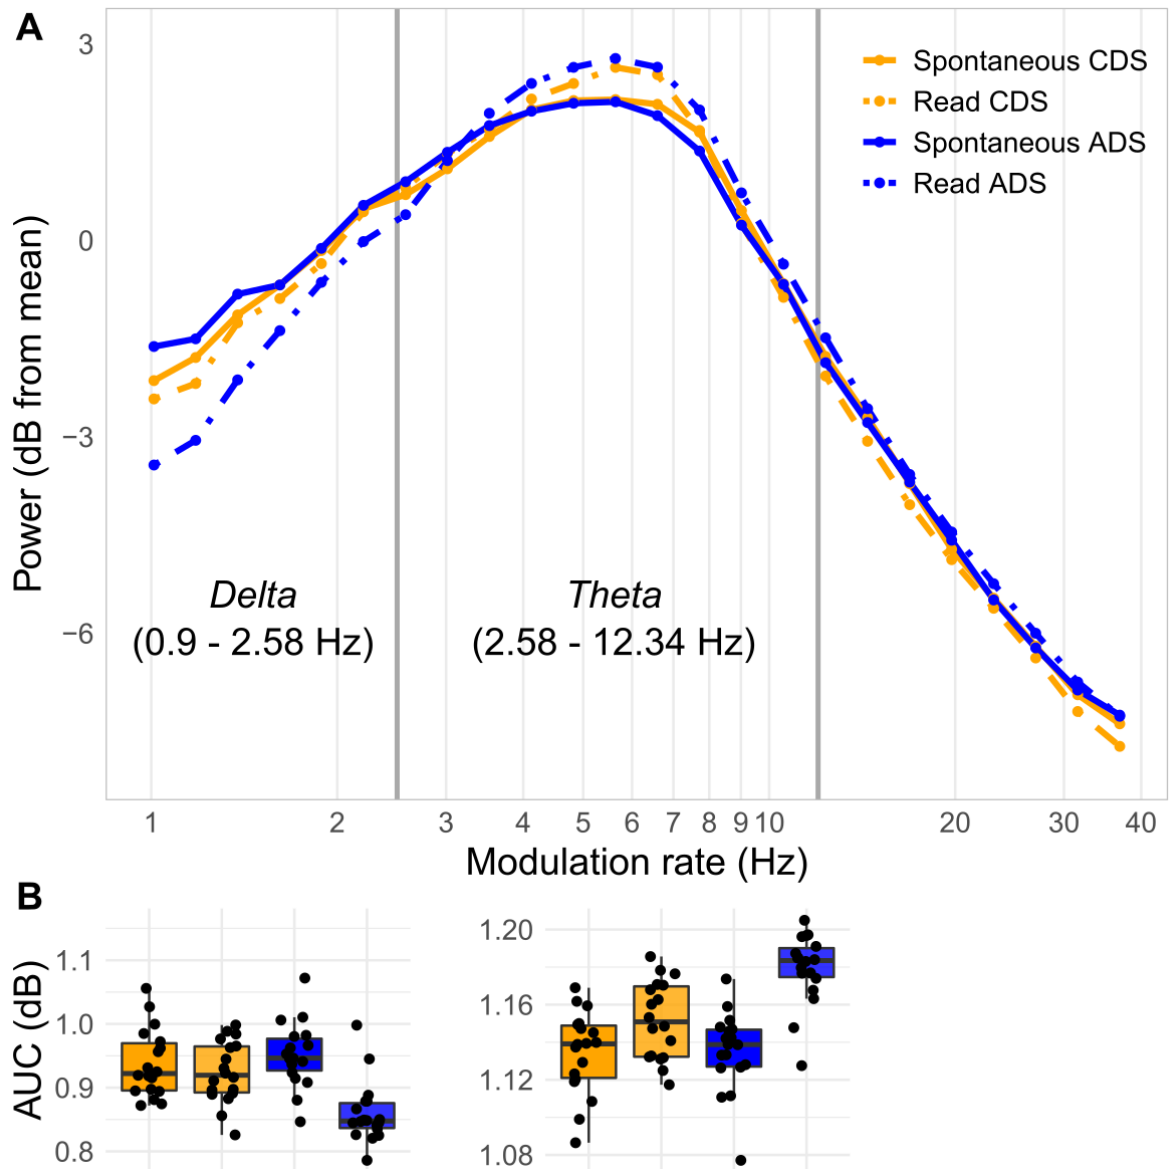 A
3
0
−3
−6
Power (dB from mean)
Spontaneous CDS
Read CDS
Spontaneous ADS
Read ADS
Delta
(0.9 - 2.58 Hz)
Theta
(2.58 - 12.34 Hz)
1 2 3 4 5 6 7 8 9 10 20 30 40
Modulation rate (Hz)
B
AUC (dB)
1.1
1.0
0.9
0.8
1.20
1.16
1.12
1.08